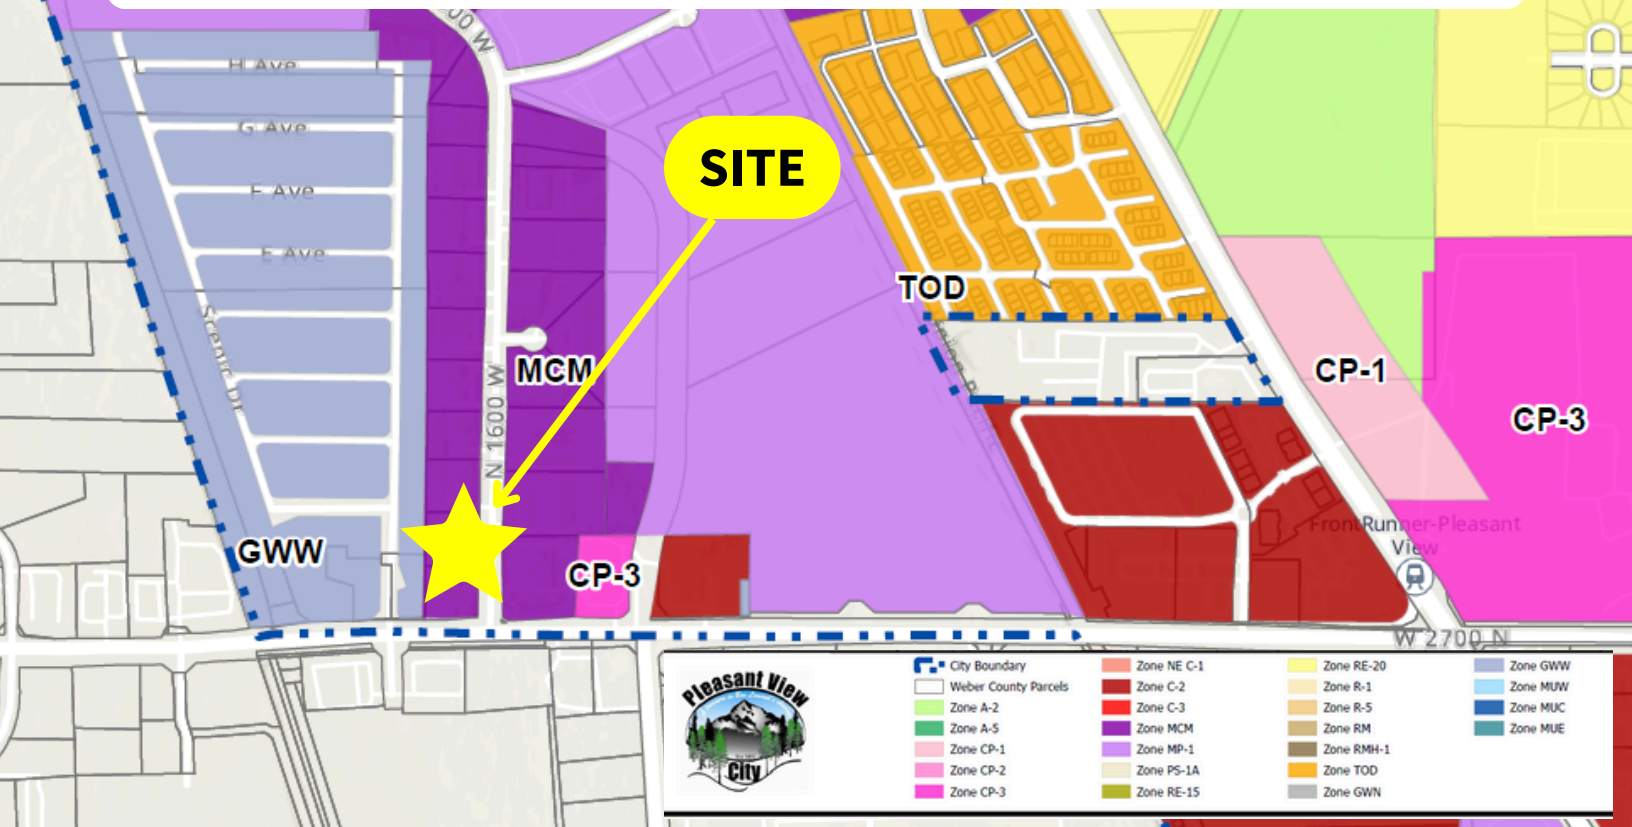 00 W
H Ave
G Ave
F Ave
E Ave
Scenic Dr
SITE
TOD
MCM
N 1600 W
CP-1
CP-3
GWW
CP-3
FrontRunner-Pleasant
View
W 2700 N
Pleasant View
City
City Boundary
Weber County Parcels
Zone A-2
Zone A-5
Zone CP-1
Zone CP-2
Zone CP-3
Zone NE C-1
Zone C-2
Zone C-3
Zone MCM
Zone MP-1
Zone PS-1A
Zone RE-15
Zone RE-20
Zone R-1
Zone R-5
Zone RM
Zone RMH-1
Zone TOD
Zone GWN
Zone GWW
Zone MUW
Zone MUC
Zone MUE